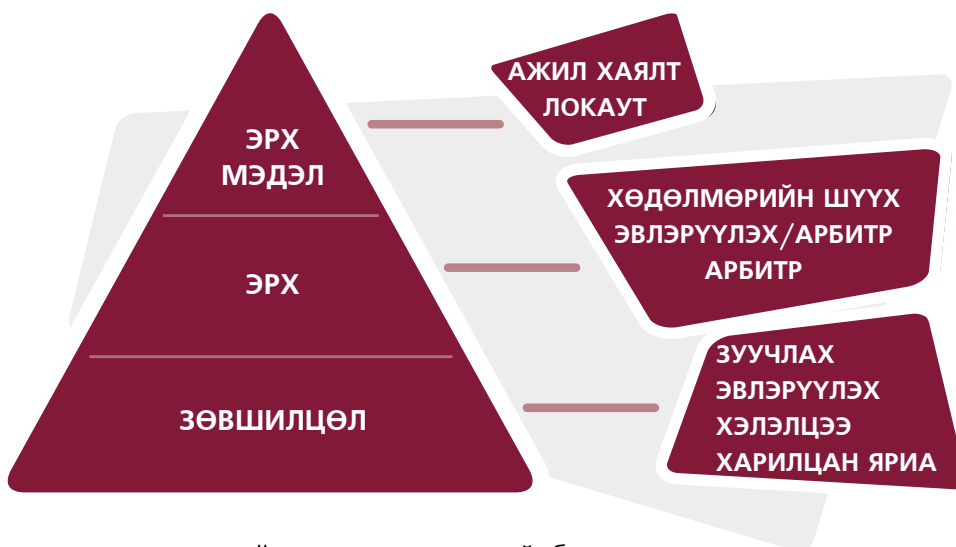 АЖИЛ ХАЯЛТ
ЛОКАУТ
ЭРХ
МЭДЭЛ
ХӨДӨЛМӨРИЙН ШҮҮХ
ЭВЛЭРҮҮЛЭХ/АРБИТР
АРБИТР
ЭРХ
ЗУУЧЛАХ
ЭВЛЭРҮҮЛЭХ
ХЭЛЭЛЦЭЭ
ХАРИЛЦАН ЯРИА
ЗӨВШИЛЦӨЛ